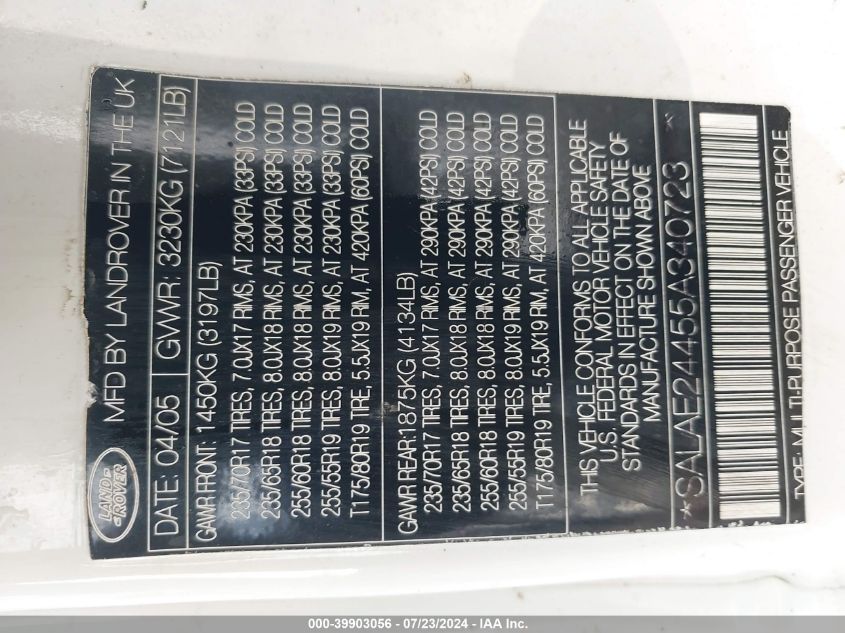 LAND
ROVER
MFD BY LANDROVER IN THE UK
DATE: 04/05 GVWR: 3230KG (7121LB)
GAWR FRONT: 1450KG (3197LB)
235/70R17 TIRES, 7.0JX17 RIMS, AT 230KPA (33PSI) COLD
235/65R18 TIRES, 8.0JX18 RIMS, AT 230KPA (33PSI) COLD
255/60R18 TIRES, 8.0JX18 RIMS, AT 230KPA (33PSI) COLD
255/55R19 TIRES, 8.0JX19 RIMS, AT 230KPA (33PSI) COLD
T175/80R19 TIRE, 5.5JX19 RIM, AT 420KPA (60PSI) COLD
GAWR REAR:1875KG (4134LB)
235/70R17 TIRES, 7.0JX17 RIMS, AT 290KPA (42PSI) COLD
235/65R18 TIRES, 8.0JX18 RIMS, AT 290KPA (42PSI) COLD
255/60R18 TIRES, 8.0JX18 RIMS, AT 290KPA (42PSI) COLD
255/55R19 TIRES, 8.0JX19 RIMS, AT 290KPA (42PSI) COLD
T175/80R19 TIRE, 5.5JX19 RIM, AT 420KPA (60PSI) COLD
THIS VEHICLE CONFORMS TO ALL APPLICABLE
U.S. FEDERAL MOTOR VEHICLE SAFETY
STANDARDS IN EFFECT ON THE DATE OF
MANUFACTURE SHOWN ABOVE
*SALAE24455A340723*
TYPE: MULTI-PURPOSE PASSENGER VEHICLE
000-39903056 - 07/23/2024 - IAA Inc.